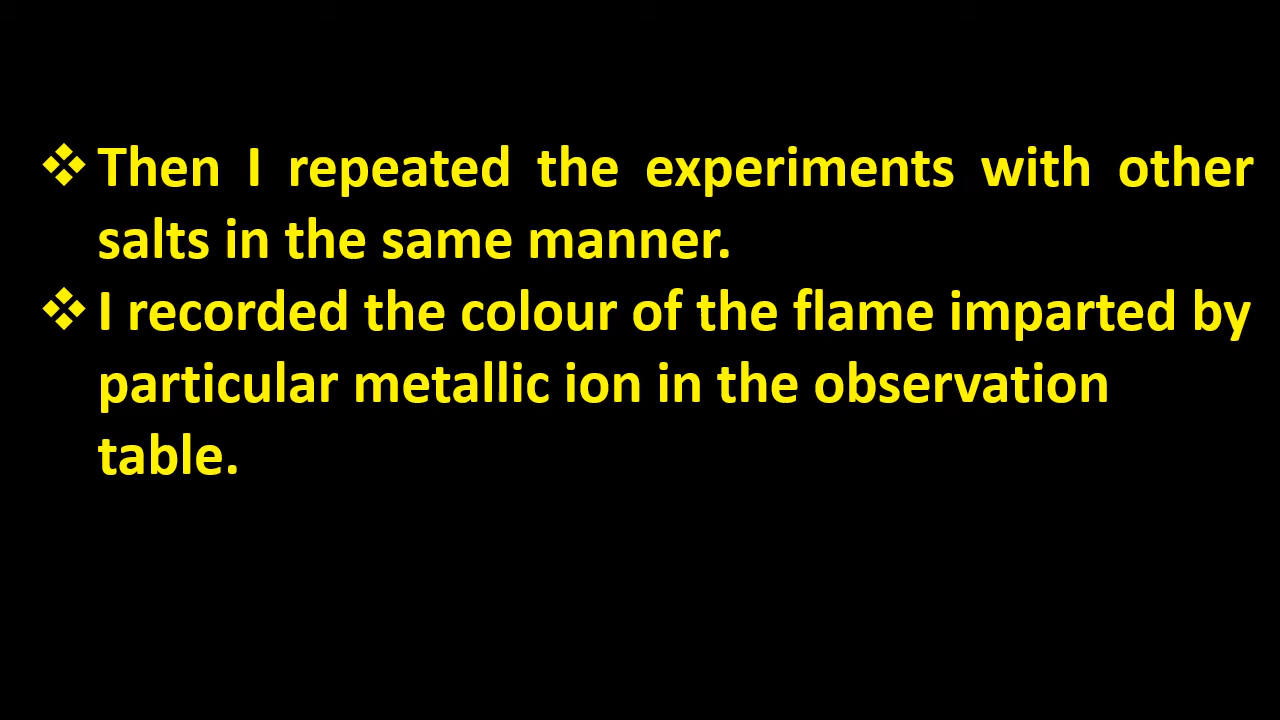 ❖ Then I repeated the experiments with other
salts in the same manner.
❖ I recorded the colour of the flame imparted by
particular metallic ion in the observation
table.